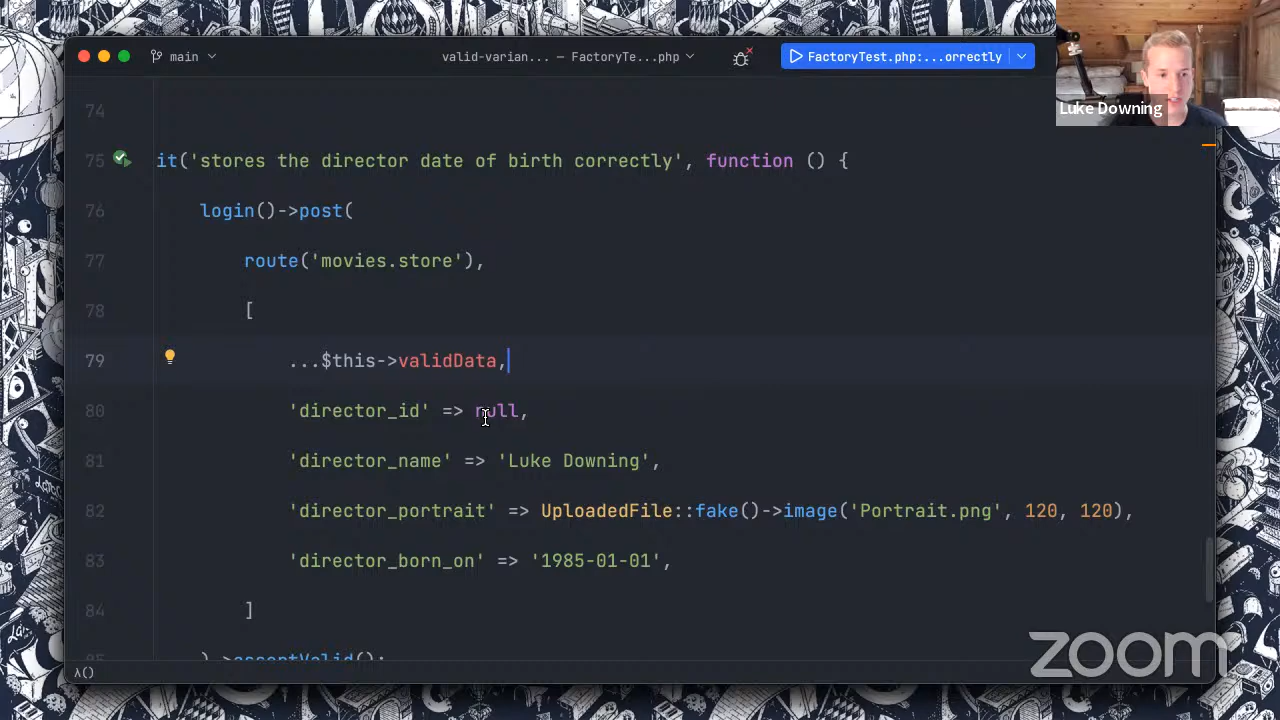 main
valid-varian... — FactoryTe...php
FactoryTest.php:...orrectly
Luke Downing
74
75 it('stores the director date of birth correctly', function () {
76 login()->post(
77 route('movies.store'),
78 [
79 ...$this->validData,
80 'director_id' => null,
81 'director_name' => 'Luke Downing',
82 'director_portrait' => UploadedFile::fake()->image('Portrait.png', 120, 120),
83 'director_born_on' => '1985-01-01',
84 ]
85 )->assertValid();
λ()
zoom